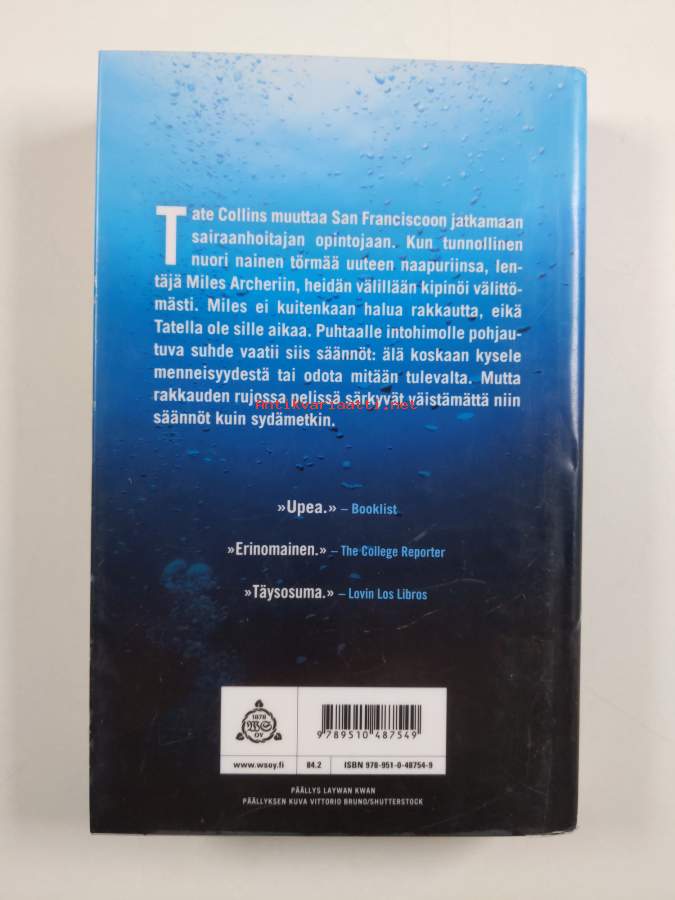 Tate Collins muuttaa San Franciscoon jatkamaan
sairaanhoitajan opintojaan. Kun tunnollinen
nuori nainen törmää uuteen naapuriinsa, len-
täjä Miles Archeriin, heidän välillään kipinöi välittö-
mästi. Miles ei kuitenkaan halua rakkautta, eikä
Tatella ole sille aikaa. Puhtaalle intohimolle pohjau-
tuva suhde vaatii siis säännöt: älä koskaan kysele
menneisyydestä tai odota mitään tulevalta. Mutta
rakkauden rujossa pelissä särkyvät väistämättä niin
Antikvariaatti.net
säännöt kuin sydämetkin.
»Upea.» – Booklist
»Erinomainen.» – The College Reporter
»Täysosuma.» – Lovin Los Libros
1878
WS
OY
9789510487549
www.wsoy.fi 84.2 ISBN 978-951-0-48754-9
PÄÄLLYS LAYWAN KWAN
PÄÄLLYKSEN KUVA VITTORIO BRUNO/SHUTTERSTOCK